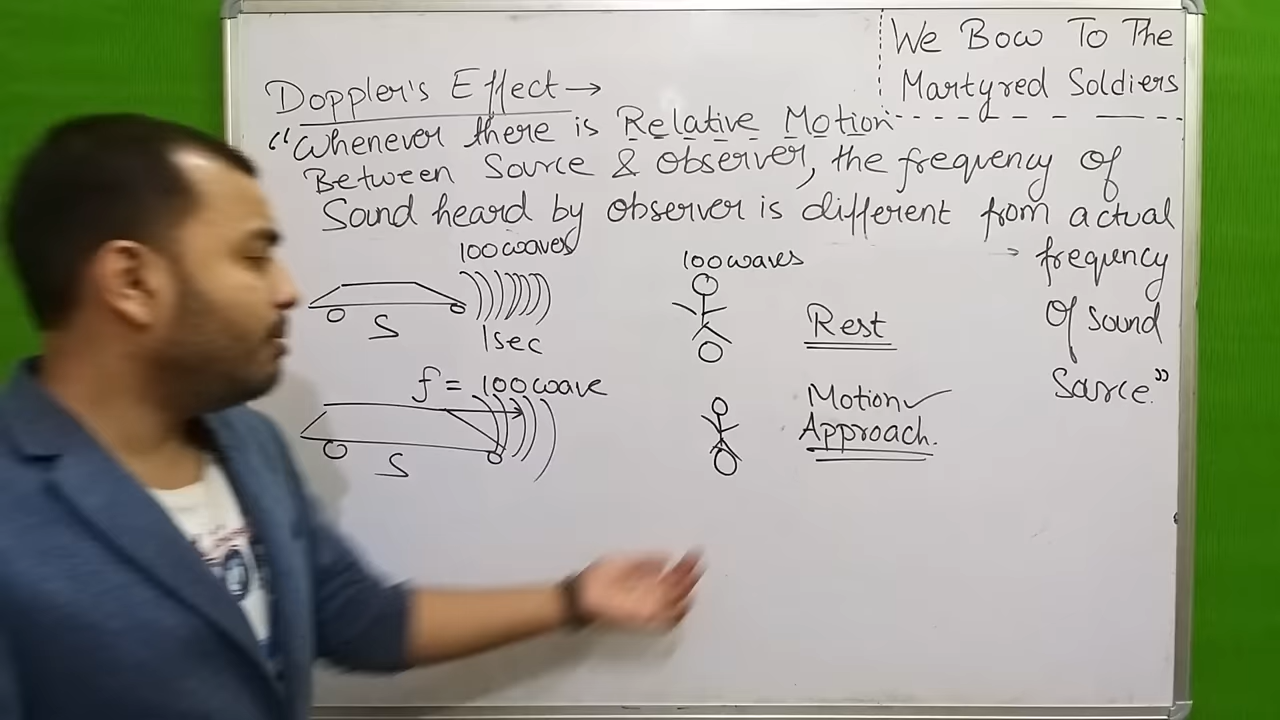 We Bow To The
Martyred Soldiers
Doppler's Effect →
"Whenever there is Relative Motion
Between Source & Observer, the frequency of
Sound heard by observer is different from actual
→ frequency
Of sound
Source."
100 waves
S
1sec
100 waves
Rest
f = 100 wave
S
Motion ✓
Approach.